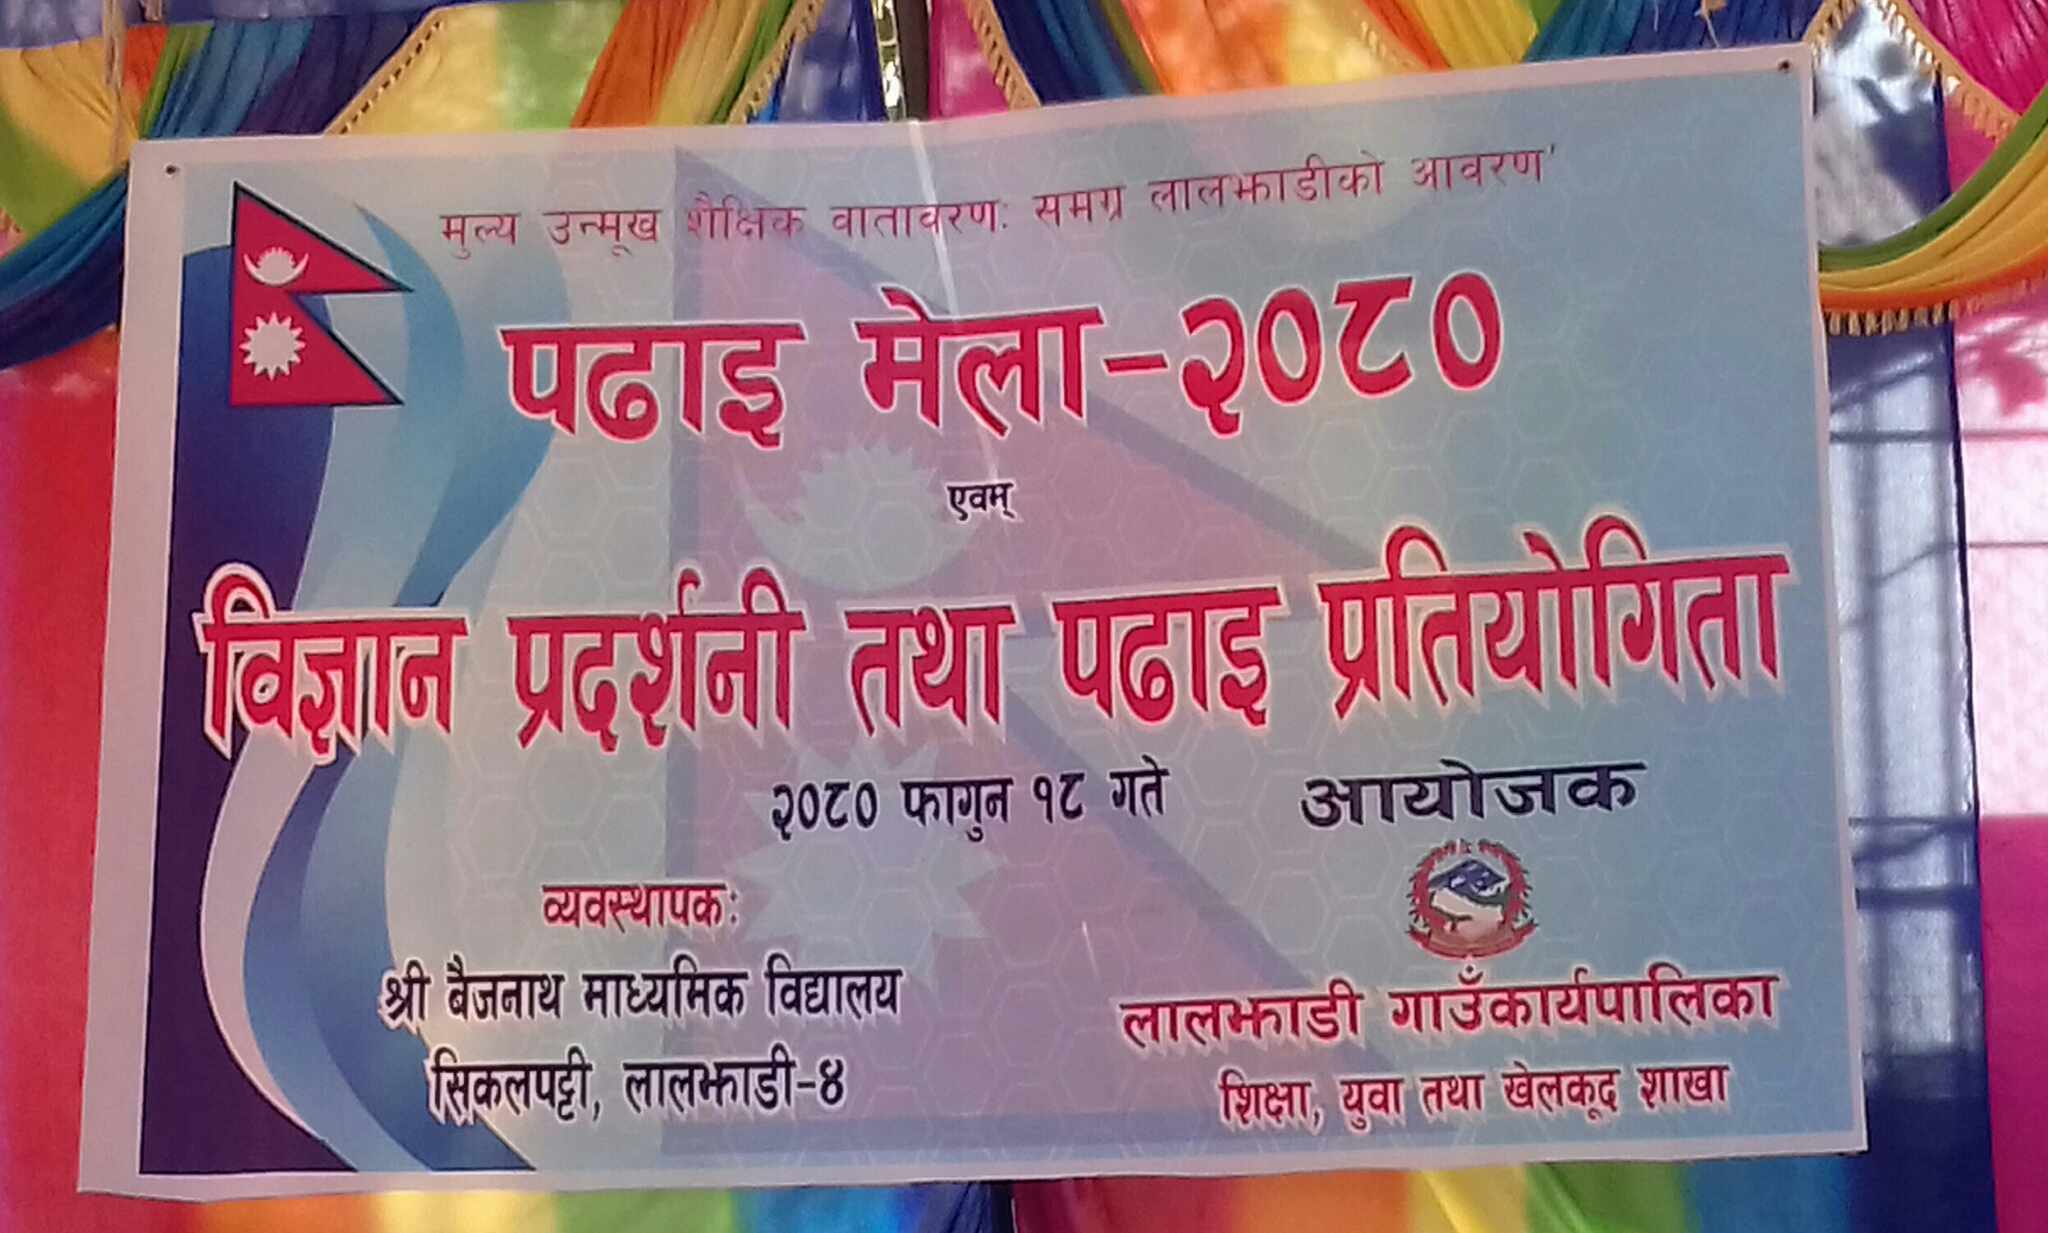 मुल्य उन्मूख शैक्षिक वातावरण: समग्र लालझाडीको आवरण'
पढाइ मेला-२०८०
एवम्
विज्ञान प्रदर्शनी तथा पढाइ प्रतियोगिता
२०८० फागुन १८ गते
आयोजक
व्यवस्थापक:
श्री बैजनाथ माध्यमिक विद्यालय
सिकलपट्टी, लालझाडी-४
लालझाडी गाउँकार्यपालिका
शिक्षा, युवा तथा खेलकूद शाखा